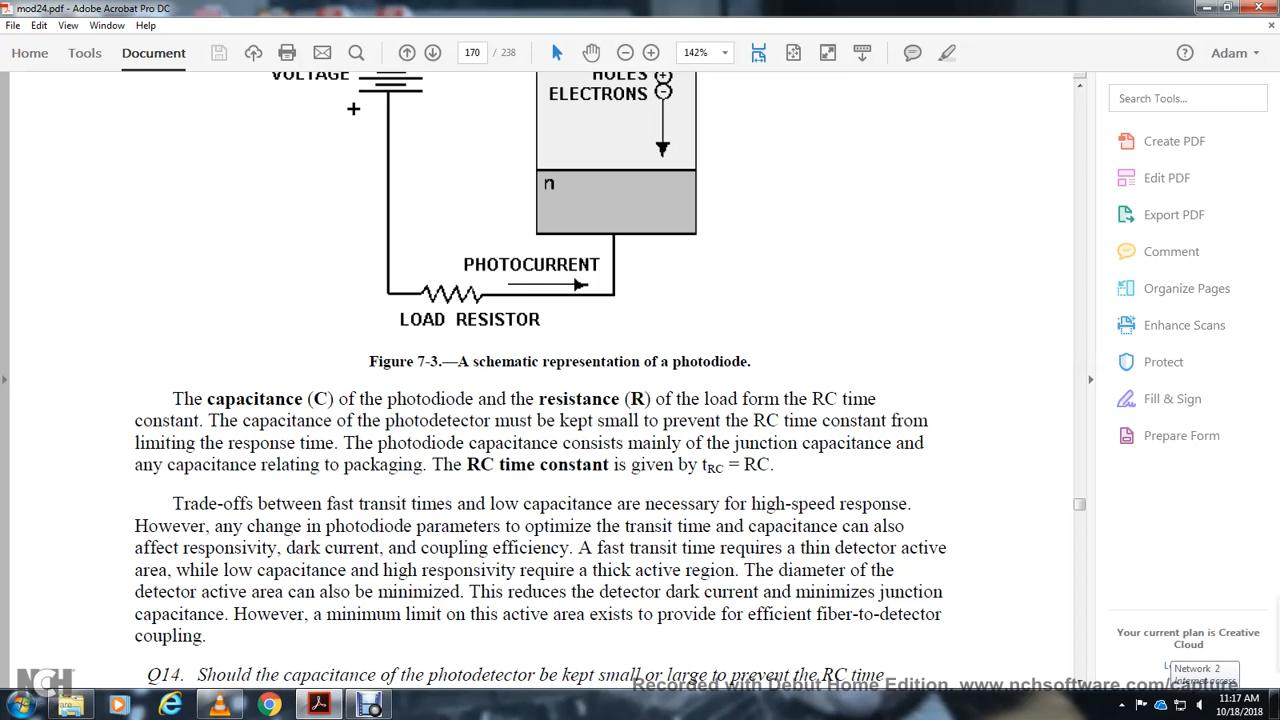 mod24.pdf - Adobe Acrobat Pro DC
File Edit View Window Help
Home Tools Document 170 / 238 142% Adam
VOLTAGE
+
HOLES +
ELECTRONS −
n
PHOTOCURRENT
LOAD RESISTOR
Figure 7-3.—A schematic representation of a photodiode.
The capacitance (C) of the photodiode and the resistance (R) of the load form the RC time
constant. The capacitance of the photodetector must be kept small to prevent the RC time constant from
limiting the response time. The photodiode capacitance consists mainly of the junction capacitance and
any capacitance relating to packaging. The RC time constant is given by tRC = RC.
Trade-offs between fast transit times and low capacitance are necessary for high-speed response.
However, any change in photodiode parameters to optimize the transit time and capacitance can also
affect responsivity, dark current, and coupling efficiency. A fast transit time requires a thin detector active
area, while low capacitance and high responsivity require a thick active region. The diameter of the
detector active area can also be minimized. This reduces the detector dark current and minimizes junction
capacitance. However, a minimum limit on this active area exists to provide for efficient fiber-to-detector
coupling.
Q14. Should the capacitance of the photodetector be kept small or large to prevent the RC time
Search Tools...
Create PDF
Edit PDF
Export PDF
Comment
Organize Pages
Enhance Scans
Protect
Fill & Sign
Prepare Form
Your current plan is Creative
Cloud
Network 2
Internet access
NCH
Recorded with Debut Home Edition. www.nchsoftware.com/capture
11:17 AM
10/18/2018